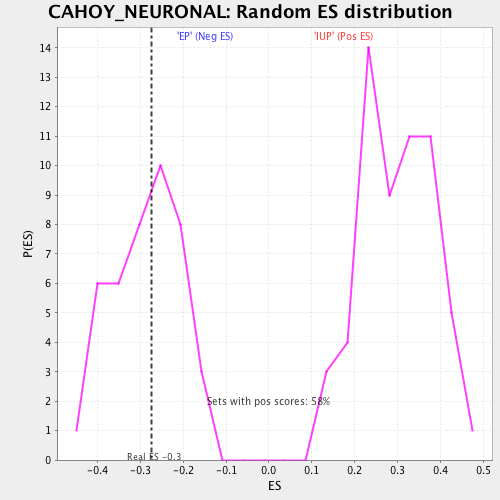 CAHOY_NEURONAL: Random ES distribution
'EP' (Neg ES) 'IUP' (Pos ES)
14
13
12
11
10
9
8
7
6
5
4
3
2
1
0
P(ES)
Sets with pos scores: 58%
Real ES -0.3
-0.4 -0.3 -0.2 -0.1 0.0 0.1 0.2 0.3 0.4 0.5
ES